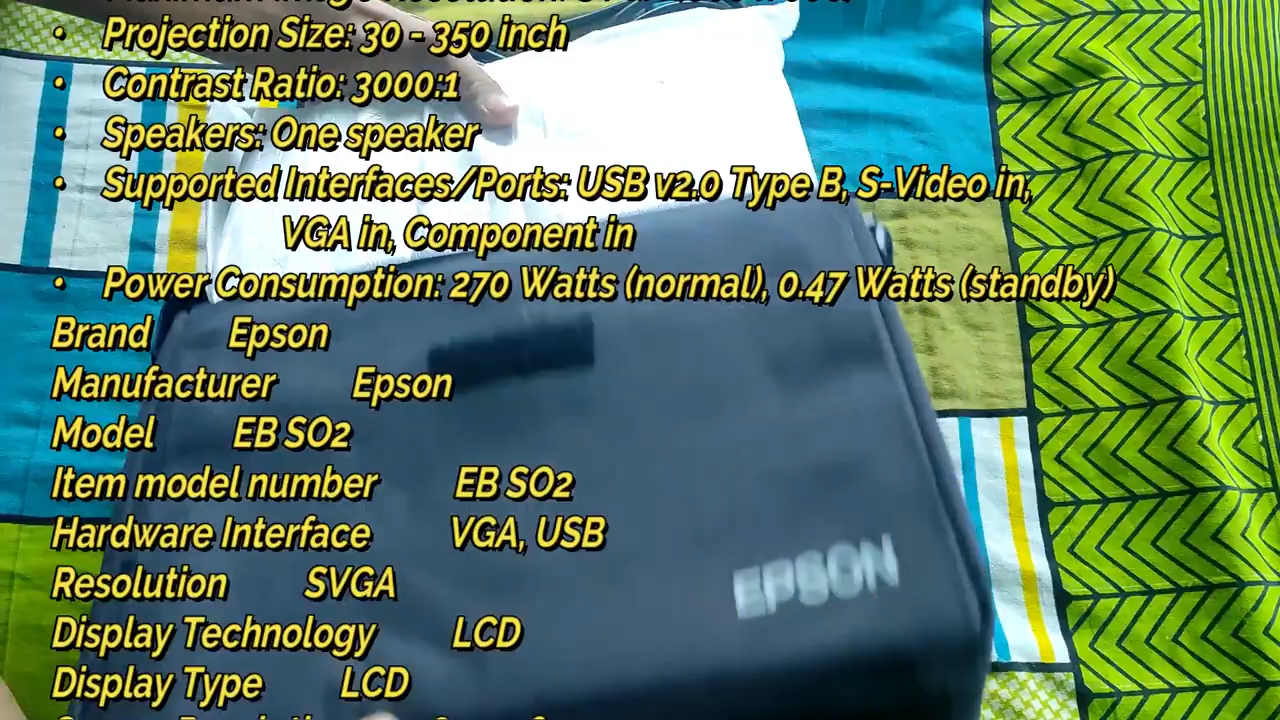 • Projection Size: 30 - 350 inch
• Contrast Ratio: 3000:1
• Speakers: One speaker
• Supported Interfaces/Ports: USB v2.0 Type B, S-Video in,
VGA in, Component in
• Power Consumption: 270 Watts (normal), 0.47 Watts (standby)
Brand Epson
Manufacturer Epson
Model EB SO2
Item model number EB SO2
Hardware Interface VGA, USB
Resolution SVGA
Display Technology LCD
Display Type LCD
EPSON